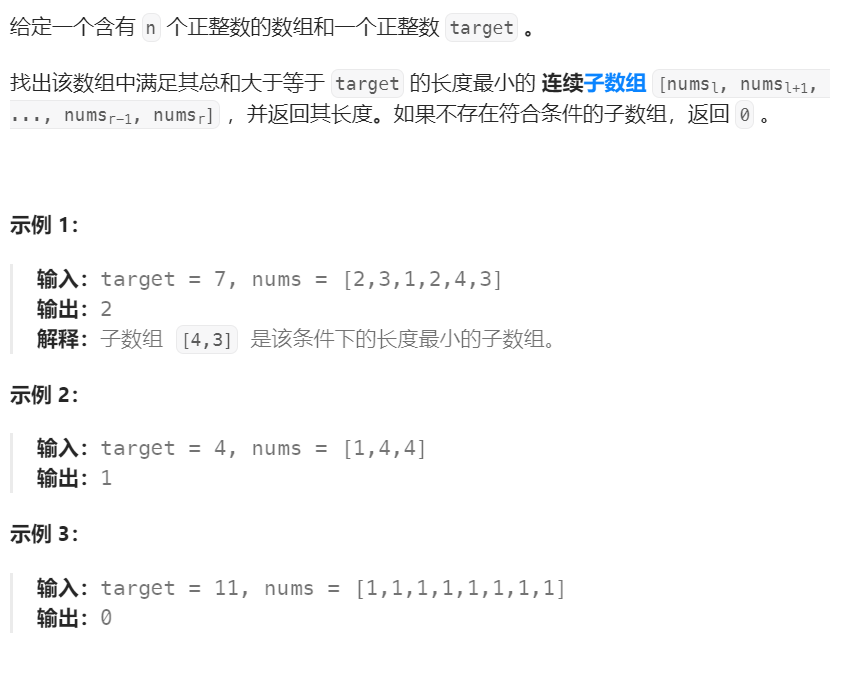 给定一个含有 n 个正整数的数组和一个正整数 target 。
找出该数组中满足其总和大于等于 target 的长度最小的 连续子数组 [numsl, numsl+1,
..., numsr-1, numsr] ，并返回其长度。如果不存在符合条件的子数组，返回 0 。
示例 1：
输入：target = 7, nums = [2,3,1,2,4,3]
输出：2
解释：子数组 [4,3] 是该条件下的长度最小的子数组。
示例 2：
输入：target = 4, nums = [1,4,4]
输出：1
示例 3：
输入：target = 11, nums = [1,1,1,1,1,1,1,1]
输出：0